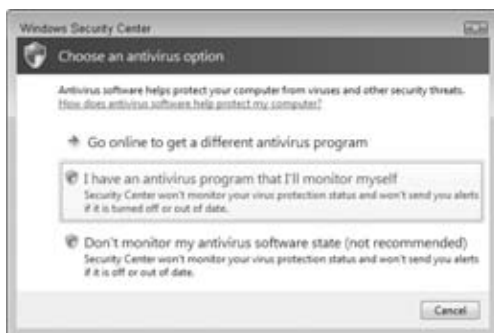 Windows Security Center
Choose an antivirus option
Antivirus software helps protect your computer from viruses and other security threats.
How does antivirus software help protect my computer?
Go online to get a different antivirus program
I have an antivirus program that I'll monitor myself
Security Center won't monitor your virus protection status and won't send you alerts
if it is turned off or out of date.
Don't monitor my antivirus software state (not recommended)
Security Center won't monitor your virus protection status and won't send you alerts
if it is off or out of date.
Cancel